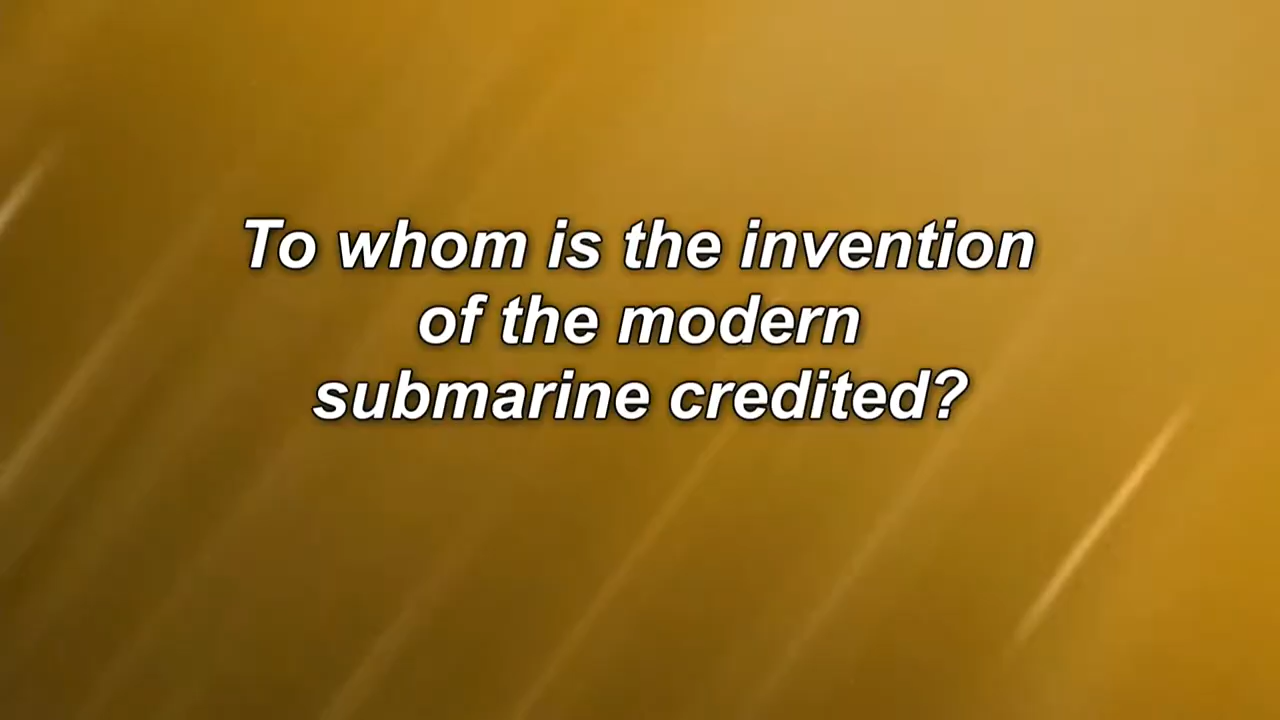 To whom is the invention
of the modern
submarine credited?